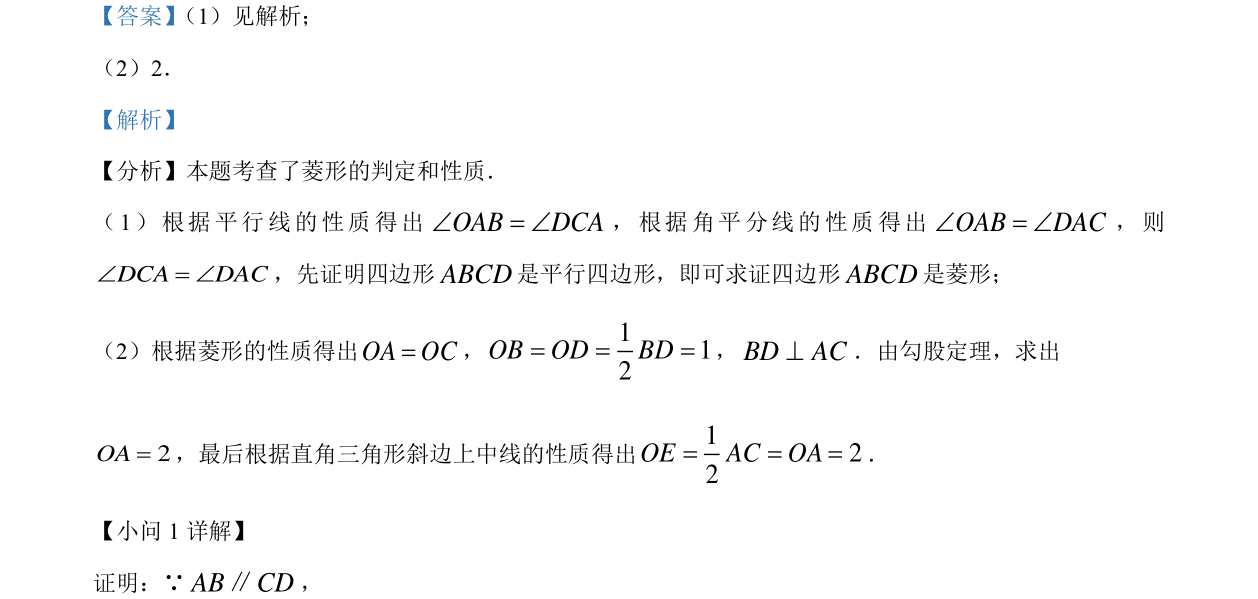 【答案】（1）见解析；
（2）2．
【解析】
【分析】本题考查了菱形的判定和性质．
（1）根据平行线的性质得出∠OAB=∠DCA，根据角平分线的性质得出∠OAB=∠DAC，则
∠DCA=∠DAC，先证明四边形ABCD是平行四边形，即可求证四边形ABCD是菱形；
（2）根据菱形的性质得出OA=OC，OB=OD=1/2 BD=1，BD⊥AC．由勾股定理，求出
OA=2，最后根据直角三角形斜边上中线的性质得出OE=1/2 AC=OA=2．
【小问1详解】
证明：∵AB∥CD，